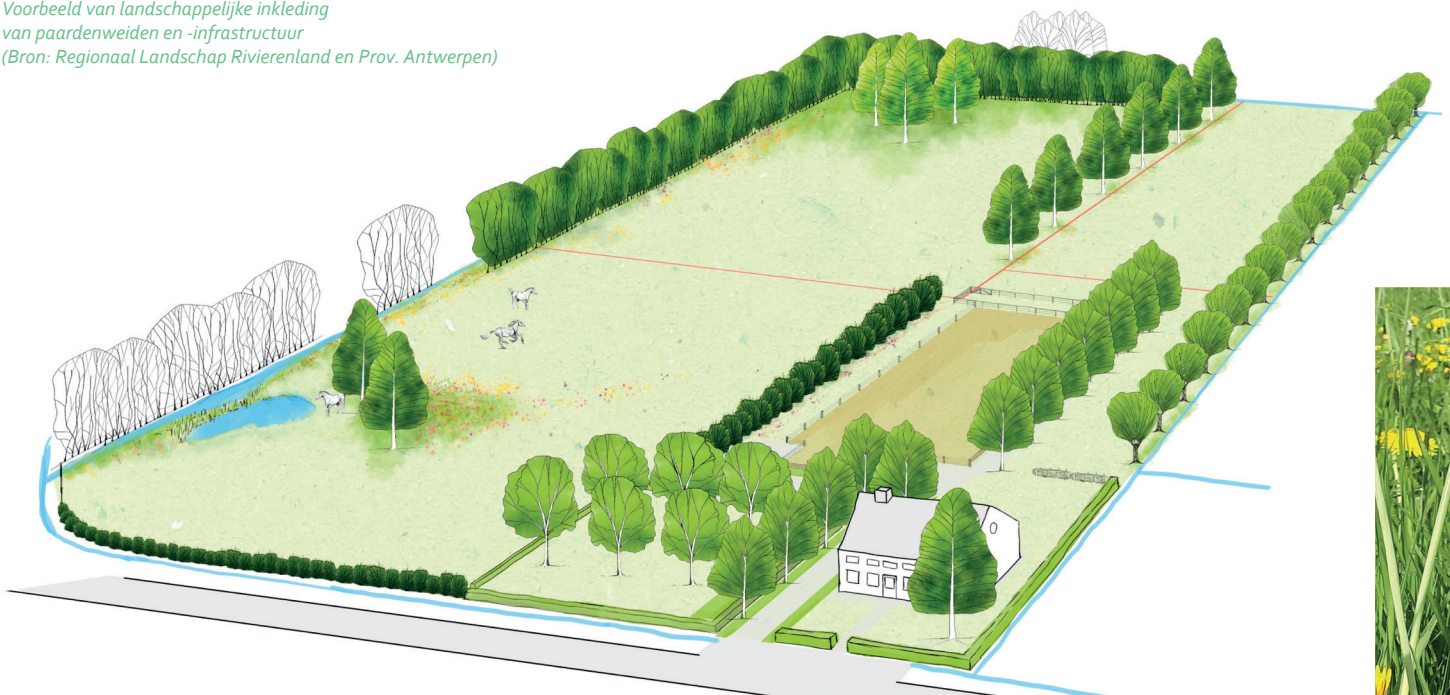 Voorbeeld van landschappelijke inkleding
van paardenweiden en -infrastructuur
(Bron: Regionaal Landschap Rivierenland en Prov. Antwerpen)